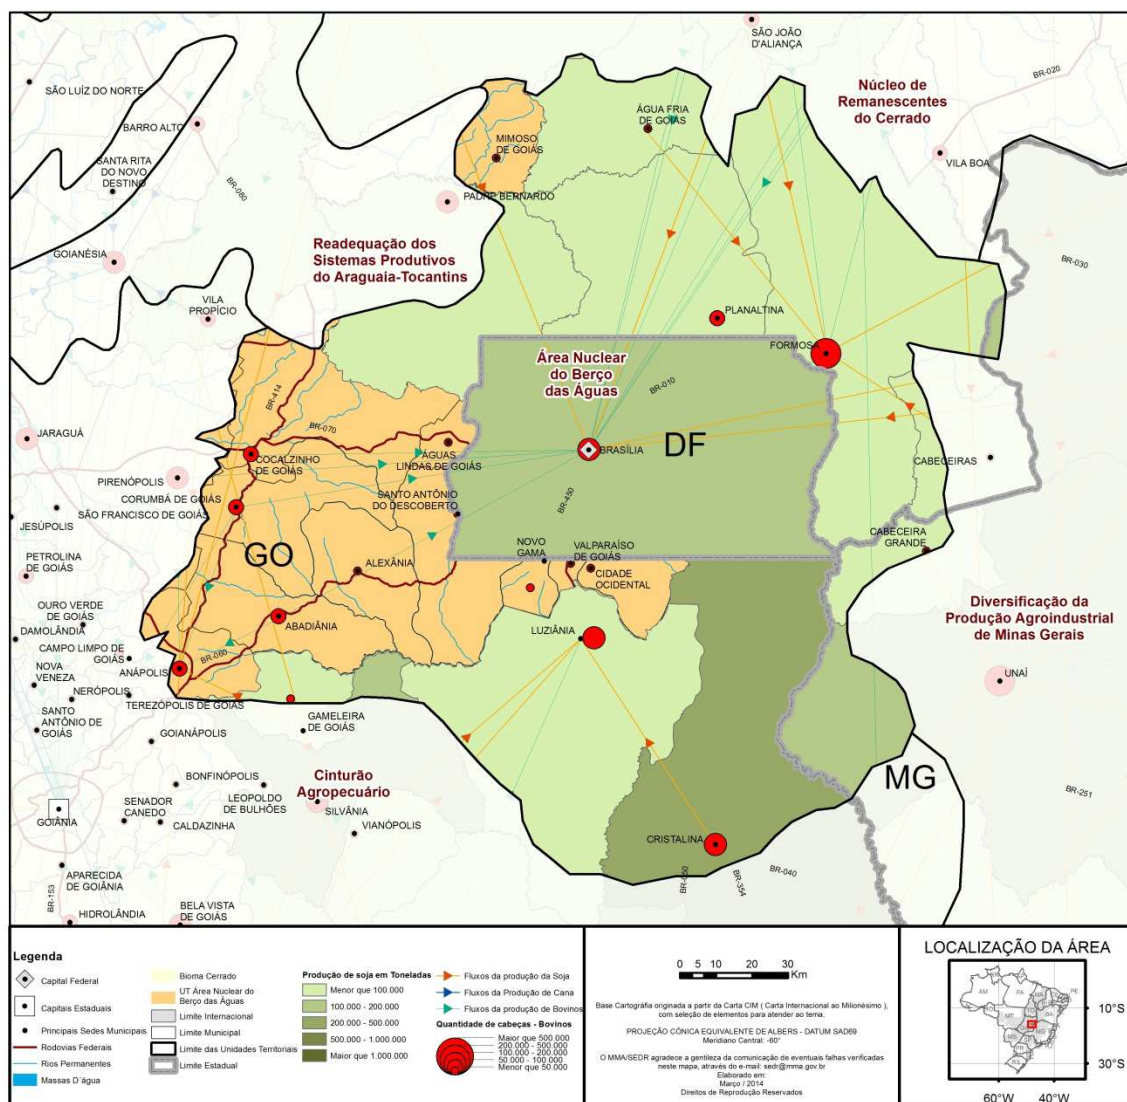 SÃO JOÃO
D'ALIANÇA
BR-020
SÃO LUÍZ DO NORTE
Núcleo de
Remanescentes
do Cerrado
BARRO ALTO
ÁGUA FRIA
DE GOIÁS
MIMOSO
DE GOIÁS
SANTA RITA
DO NOVO
DESTINO
VILA BOA
BR-080
PADRE BERNARDO
GOIANÉSIA
Readequação dos
Sistemas Produtivos
do Araguaia-Tocantins
BR-030
VILA
PROPÍCIO
PLANALTINA
FORMOSA
Área Nuclear
do Berço
das Águas
BR-010
BR-414
BR-070
JARAGUÁ
COCALZINHO
DE GOIÁS
ÁGUAS
LINDAS DE GOIÁS
BRASÍLIA
DF
CABECEIRAS
PIRENÓPOLIS
CORUMBÁ DE GOIÁS
SÃO FRANCISCO DE GOIÁS
SANTO ANTÔNIO
DO DESCOBERTO
BR-450
JESÚPOLIS
CABECEIRA
GRANDE
PETROLINA
DE GOIÁS
GO
ALEXÂNIA
NOVO
GAMA
VALPARAÍSO
DE GOIÁS
CIDADE
OCIDENTAL
OURO VERDE
DE GOIÁS
DAMOLÂNDIA
ABADIÂNIA
LUZIÂNIA
Diversificação da
Produção Agroindustrial
de Minas Gerais
CAMPO LIMPO DE
GOIÁS
BR-060
ANÁPOLIS
NOVA
VENEZA
UNAÍ
NERÓPOLIS
TEREZÓPOLIS DE GOIÁS
SANTO
ANTÔNIO DE
GOIÁS
GAMELEIRA
DE GOIÁS
GOIANÁPOLIS
Cinturão
Agropecuário
BONFINÓPOLIS
LEOPOLDO
DE BULHÕES
MG
BR-251
GOIÂNIA
SENADOR
CANEDO
CALDAZINHA
SILVÂNIA
VIANÓPOLIS
CRISTALINA
APARECIDA
DE GOIÂNIA
BR-040
BR-050
BR-354
BR-153
HIDROLÂNDIA
BELA VISTA
DE GOIÁS
Legenda
Capital Federal
Capitais Estaduais
Principais Sedes Municipais
Rodovias Federais
Rios Permanentes
Massas D´água
Bioma Cerrado
UT Área Nuclear do
Berço das Águas
Limite Internacional
Limite Municipal
Limite das Unidades Territoriais
Limite Estadual
Produção de soja em Toneladas
Menor que 100.000
100.000 - 200.000
200.000 - 500.000
500.000 - 1.000.000
Maior que 1.000.000
Fluxos da produção da Soja
Fluxos da Produção de Cana
Fluxos da produção de Bovinos
Quantidade de cabeças - Bovinos
Maior que 500.000
200.000 - 500.000
100.000 - 200.000
50.000 - 100.000
Menor que 50.000
0 5 10 20 30
Km
Base Cartográfia originada a partir da Carta CIM ( Carta Internacional ao Milionésimo ),
com seleção de elementos para atender ao tema.
PROJEÇÃO CÔNICA EQUIVALENTE DE ALBERS - DATUM SAD69
Meridiano Central: -60°
O MMA/SEDR agradece a gentileza da comunicação de eventuais falhas verificadas
neste mapa, através do e-mail: sedr@mma.gov.br
Elaborado em:
Março / 2014
Direitos de Reprodução Reservados
LOCALIZAÇÃO DA ÁREA
AM
PA
MA
PE
MT
BA
MG
MS
RS
10°S
30°S
60°W 40°W